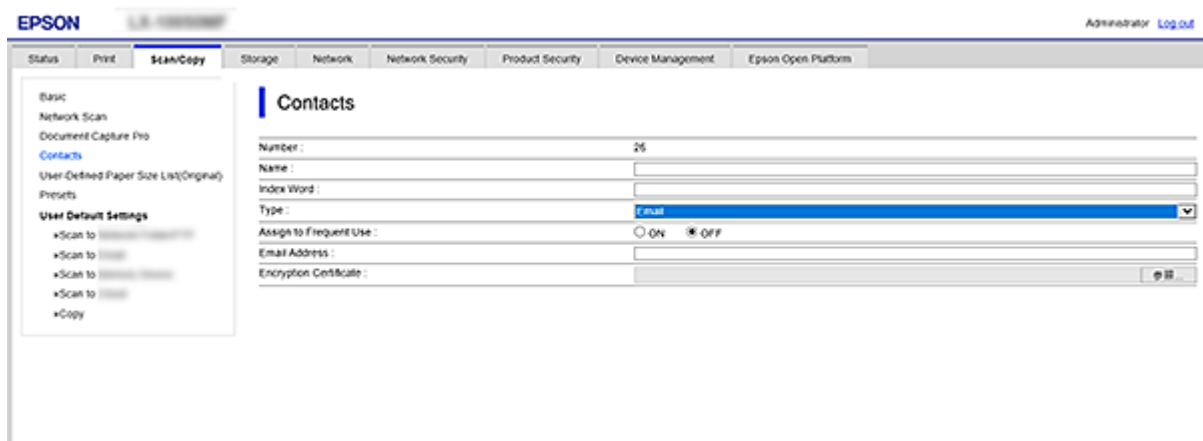 EPSON
Administrator Log out
Status Print Scan/Copy Storage Network Network Security Product Security Device Management Epson Open Platform
Basic
Network Scan
Document Capture Pro
Contacts
User-Defined Paper Size List(Original)
Presets
User Default Settings
»Scan to
»Scan to
»Scan to
»Scan to
»Copy
Contacts
Number : 26
Name :
Index Word :
Type : Email
Assign to Frequent Use : ON OFF
Email Address :
Encryption Certificate :